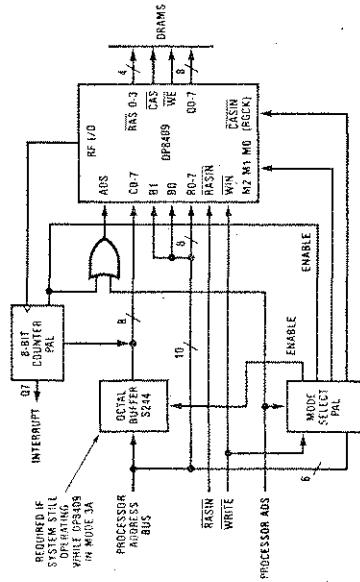 REQUIRED IF
SYSTEM STILL
OPERATING
WHILE DP8409
IN MODE 3A
INTERRUPT
Q7
8-BIT
COUNTER
PAL
PROCESSOR
ADDRESS
BUS
OCTAL
BUFFER
S244
8
10
8
RASIN
WRITE
PROCESSOR ADS
6
MODE
SELECT
PAL
ENABLE
ENABLE
RF I/O
ADS
C0-7
B1
B0
R0-7
RASIN
WIN
M2 M1 M0
CASIN
(RGCK)
DP8409
RAS 0-3
CAS
WE
Q0-7
4
8
DRAMS